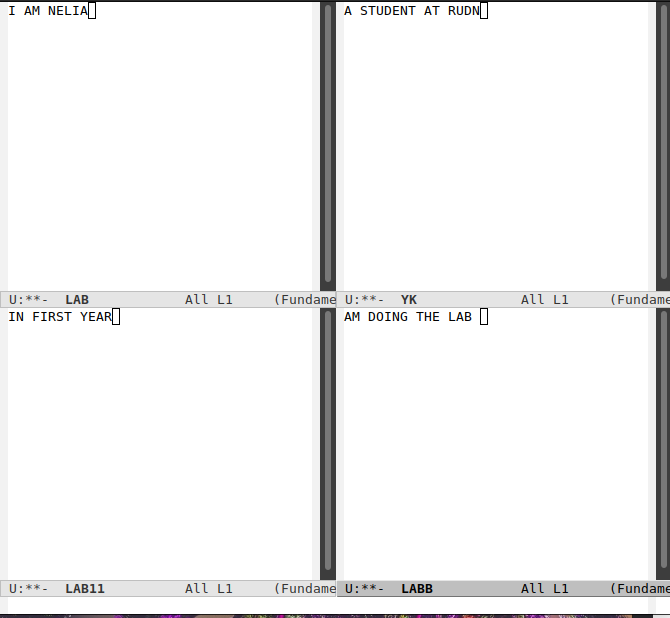 I AM NELIA
A STUDENT AT RUDN
U:**-  LAB            All L1     (Fundame
U:**-  YK             All L1     (Fundame
IN FIRST YEAR
AM DOING THE LAB
U:**-  LAB11          All L1     (Fundame
U:**-  LABB           All L1     (Fundame